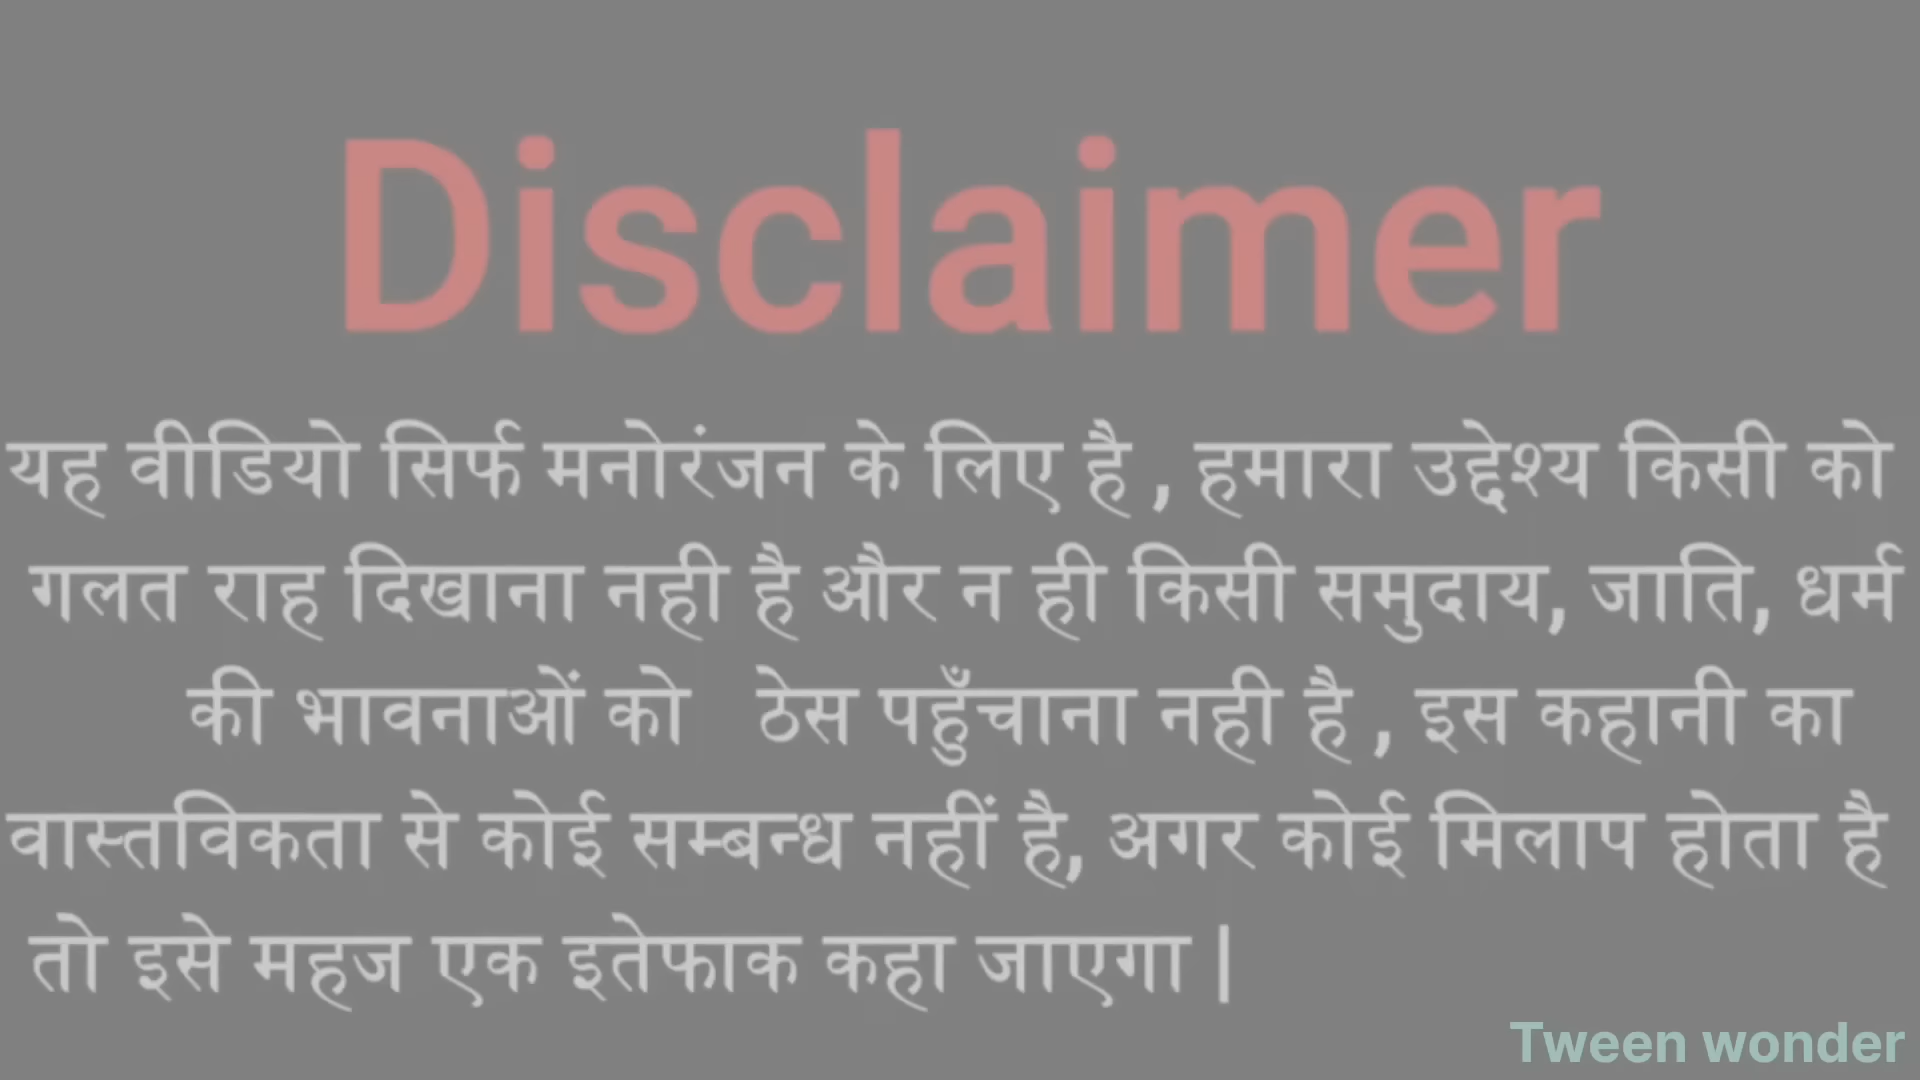 Disclaimer
यह वीडियो सिर्फ मनोरंजन के लिए है , हमारा उद्देश्य किसी को
गलत राह दिखाना नही है और न ही किसी समुदाय, जाति, धर्म
की भावनाओं को ठेस पहुँचाना नही है , इस कहानी का
वास्तविकता से कोई सम्बन्ध नहीं है, अगर कोई मिलाप होता है
तो इसे महज एक इतेफाक कहा जाएगा |
Tween wonder